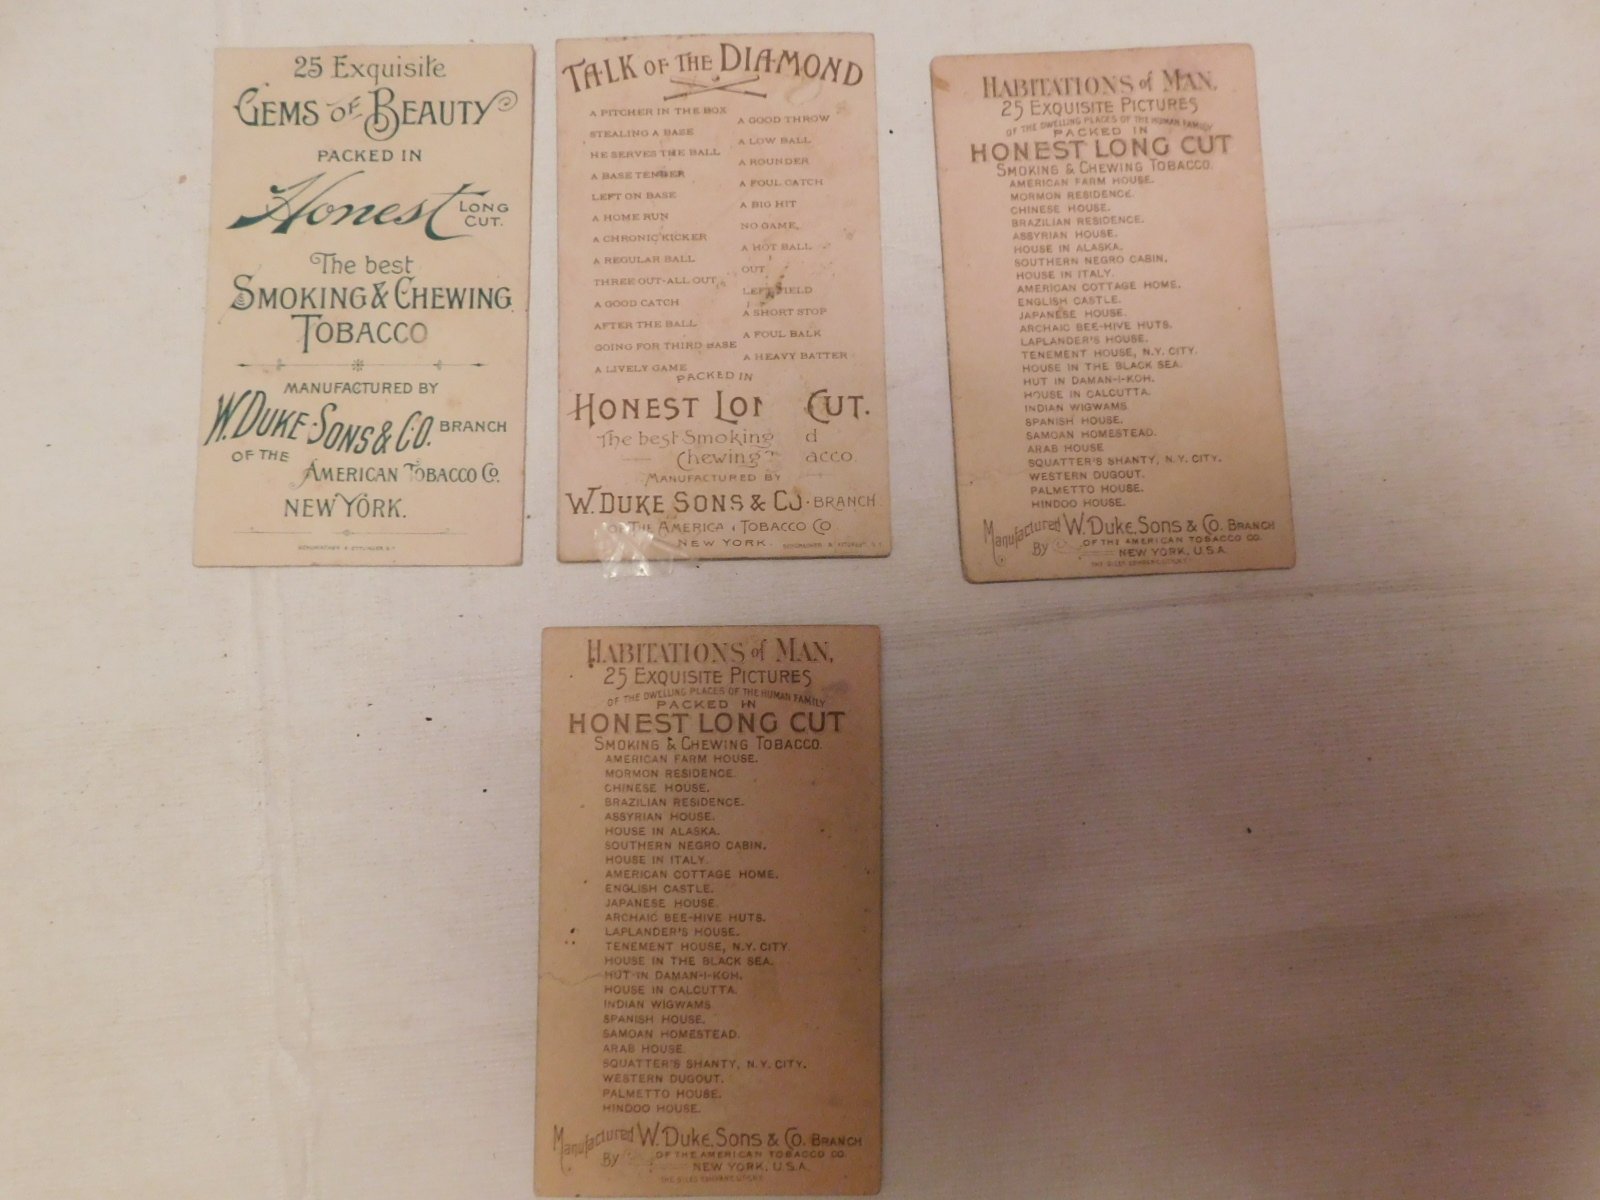 25 Exquisite
GEMS OF BEAUTY
PACKED IN
Honest LONG CUT.
The best
SMOKING & CHEWING
TOBACCO
MANUFACTURED BY
W. DUKE SONS & CO. BRANCH
OF THE AMERICAN TOBACCO CO.
NEW YORK.
TALK OF THE DIAMOND
A PITCHER IN THE BOX
STEALING A BASE
HE SERVES THE BALL
A BASE TENDER
LEFT ON BASE
A HOME RUN
A CHRONIC KICKER
A REGULAR BALL
THREE OUT-ALL OUT
A GOOD CATCH
AFTER THE BALL
GOING FOR THIRD BASE
A LIVELY GAME
A GOOD THROW
A LOW BALL
A ROUNDER
A FOUL CATCH
A BIG HIT
NO GAME,
A HOT BALL
OUT
LEFT FIELD
A SHORT STOP
A FOUL BALK
A HEAVY BATTER
PACKED IN
HONEST LON CUT.
The best Smoking d
Chewing acco.
MANUFACTURED BY
W. DUKE SONS & CO. BRANCH
OF THE AMERICA TOBACCO CO.
NEW YORK.
HABITATIONS of MAN,
25 EXQUISITE PICTURES
OF THE DWELLING PLACES OF THE HUMAN FAMILY
PACKED IN
HONEST LONG CUT
SMOKING & CHEWING TOBACCO.
AMERICAN FARM HOUSE.
MORMON RESIDENCE.
CHINESE HOUSE.
BRAZILIAN RESIDENCE.
ASSYRIAN HOUSE.
HOUSE IN ALASKA.
SOUTHERN NEGRO CABIN.
HOUSE IN ITALY.
AMERICAN COTTAGE HOME.
ENGLISH CASTLE.
JAPANESE HOUSE.
ARCHAIC BEE-HIVE HUTS.
LAPLANDER'S HOUSE.
TENEMENT HOUSE, N.Y. CITY.
HOUSE IN THE BLACK SEA.
HUT IN DAMAN-I-KOH.
HOUSE IN CALCUTTA.
INDIAN WIGWAMS
SPANISH HOUSE.
SAMOAN HOMESTEAD.
ARAB HOUSE
SQUATTER'S SHANTY, N.Y. CITY.
WESTERN DUGOUT.
PALMETTO HOUSE.
HINDOO HOUSE.
Manufactured By W. Duke, Sons & Co. BRANCH
OF THE AMERICAN TOBACCO CO.
NEW YORK, U.S.A.
HABITATIONS of MAN,
25 EXQUISITE PICTURES
OF THE DWELLING PLACES OF THE HUMAN FAMILY
PACKED IN
HONEST LONG CUT
SMOKING & CHEWING TOBACCO.
AMERICAN FARM HOUSE.
MORMON RESIDENCE.
CHINESE HOUSE.
BRAZILIAN RESIDENCE.
ASSYRIAN HOUSE.
HOUSE IN ALASKA.
SOUTHERN NEGRO CABIN.
HOUSE IN ITALY.
AMERICAN COTTAGE HOME.
ENGLISH CASTLE.
JAPANESE HOUSE.
ARCHAIC BEE-HIVE HUTS.
LAPLANDER'S HOUSE.
TENEMENT HOUSE, N.Y. CITY
HOUSE IN THE BLACK SEA.
HUT IN DAMAN-I-KOH.
HOUSE IN CALCUTTA.
INDIAN WIGWAMS
SPANISH HOUSE.
SAMOAN HOMESTEAD.
ARAB HOUSE.
SQUATTER'S SHANTY, N.Y. CITY.
WESTERN DUGOUT.
PALMETTO HOUSE.
HINDOO HOUSE.
Manufactured By W. Duke, Sons & Co. BRANCH
OF THE AMERICAN TOBACCO CO.
NEW YORK, U.S.A.